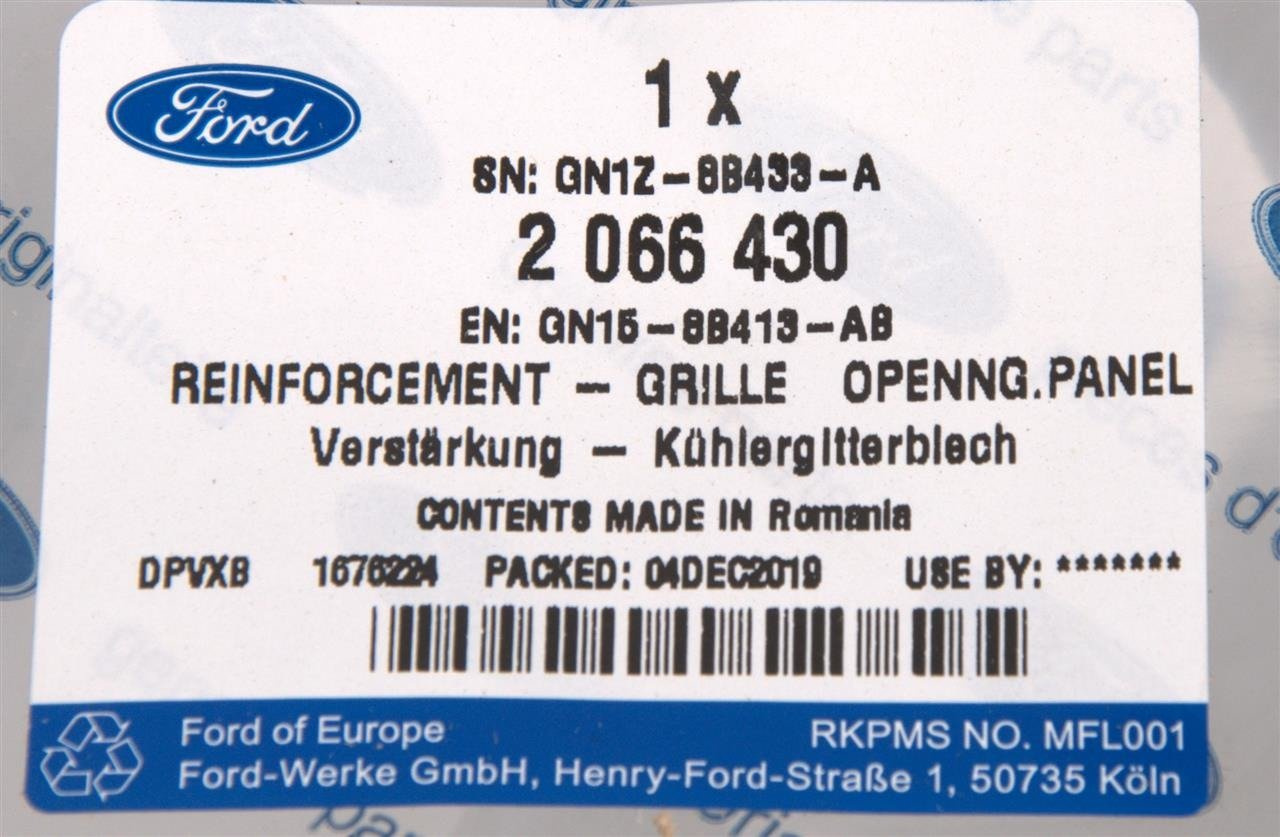 Ford
1 x
SN: GN1Z-8B433-A
2 066 430
EN: GN15-8B413-AB
REINFORCEMENT - GRILLE OPENNG.PANEL
Verstärkung - Kühlergitterblech
CONTENTS MADE IN Romania
DPVXB 1676224 PACKED: 04DEC2019 USE BY: *******
Ford of Europe RKPMS NO. MFL001
Ford-Werke GmbH, Henry-Ford-Straße 1, 50735 Köln